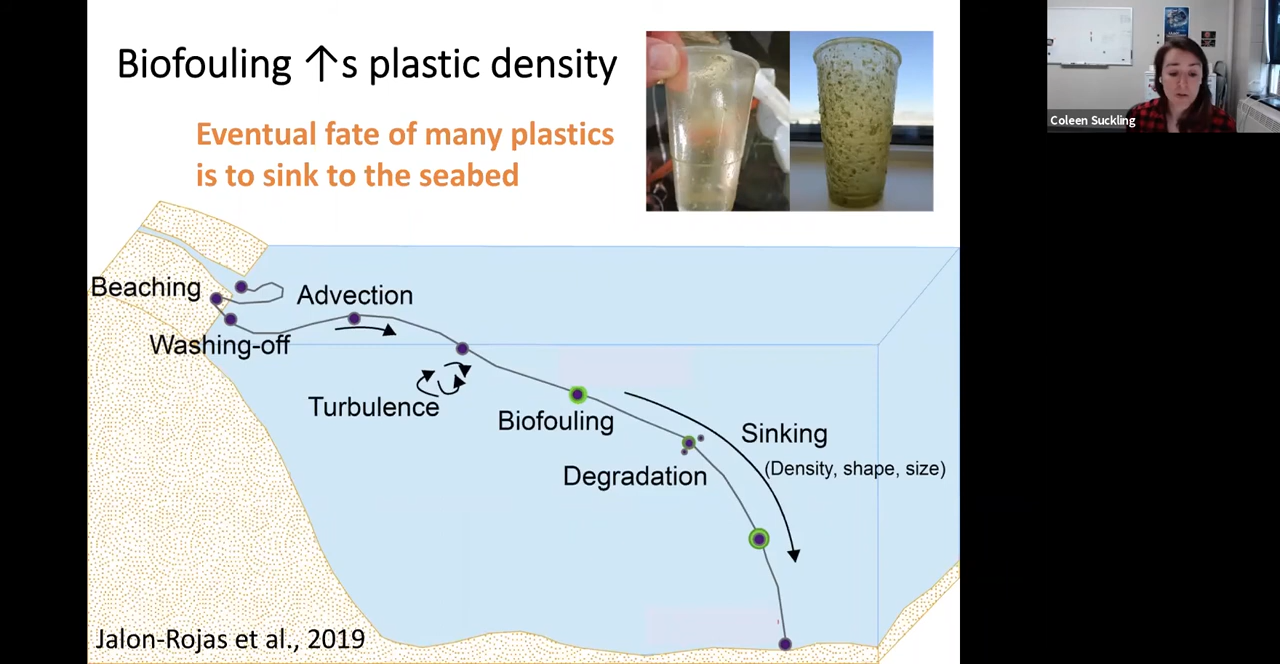 Biofouling ↑s plastic density
Eventual fate of many plastics
is to sink to the seabed
Coleen Suckling
Beaching
Advection
Washing-off
Turbulence
Biofouling
Sinking
(Density, shape, size)
Degradation
Jalon-Rojas et al., 2019